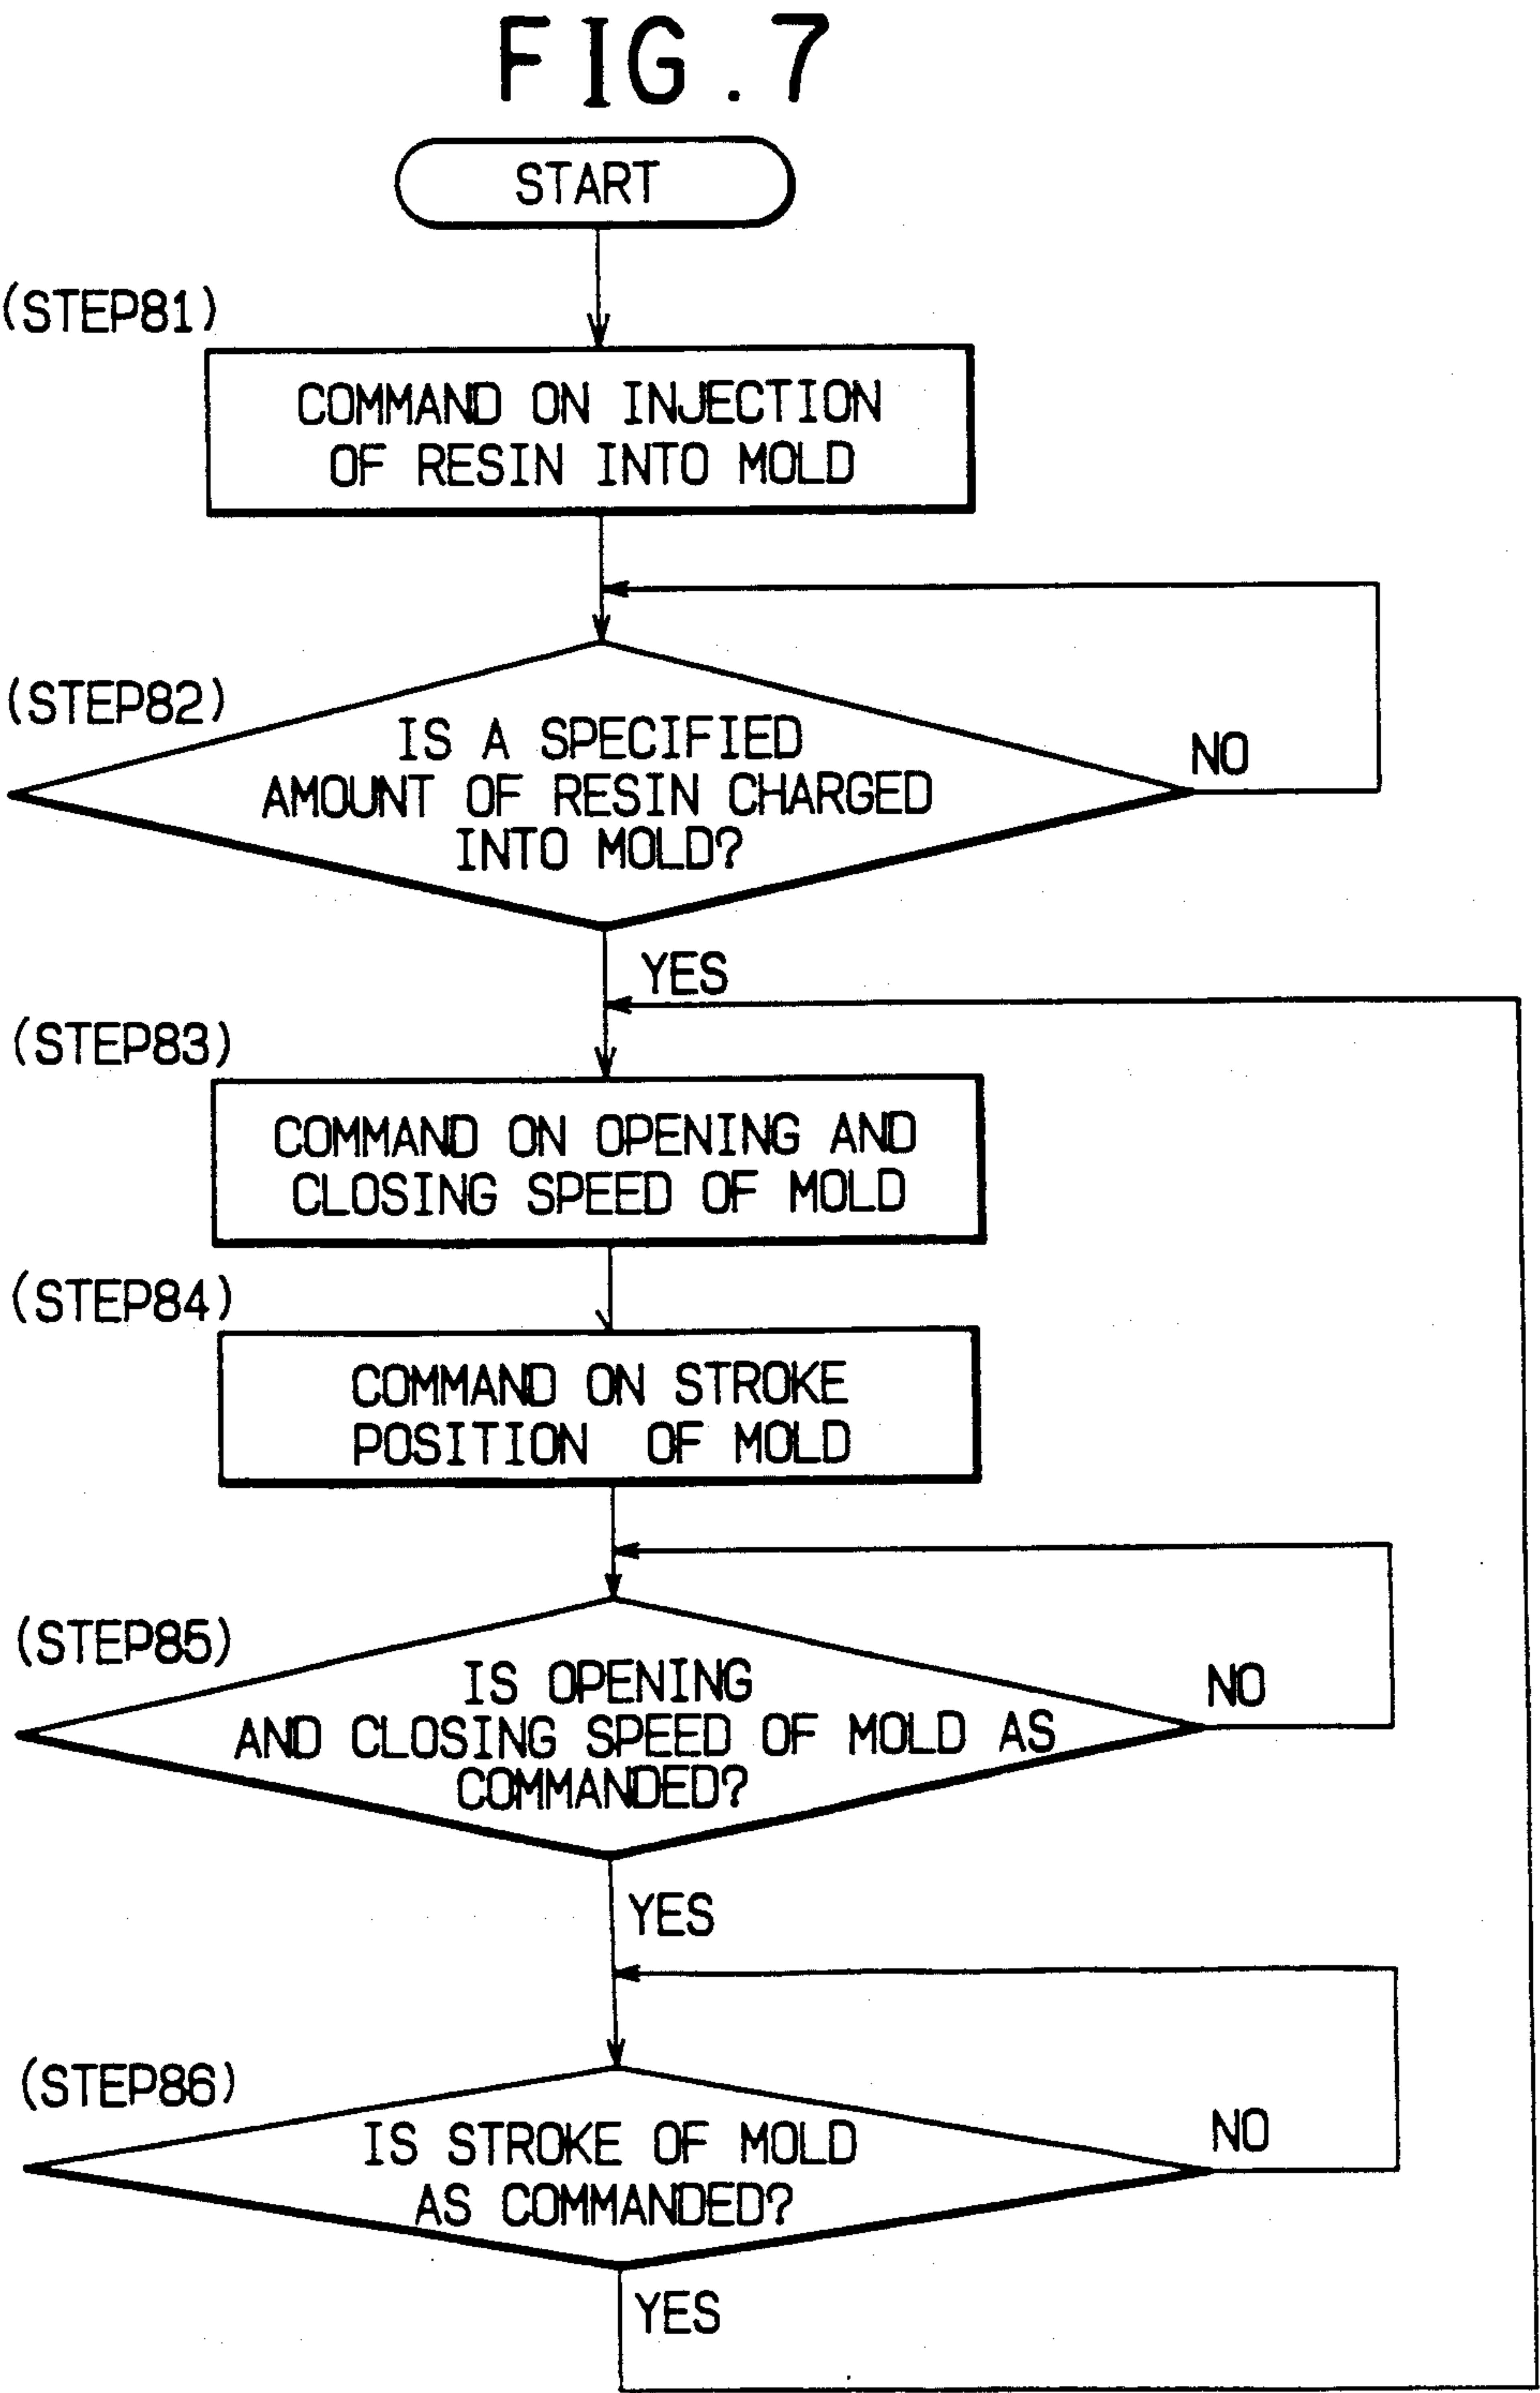 FIG. 7
START
(STEP81)
COMMAND ON INJECTION
OF RESIN INTO MOLD
(STEP82)
IS A SPECIFIED
AMOUNT OF RESIN CHARGED
INTO MOLD?
NO
YES
(STEP83)
COMMAND ON OPENING AND
CLOSING SPEED OF MOLD
(STEP84)
COMMAND ON STROKE
POSITION OF MOLD
(STEP85)
IS OPENING
AND CLOSING SPEED OF MOLD AS
COMMANDED?
NO
YES
(STEP86)
IS STROKE OF MOLD
AS COMMANDED?
NO
YES